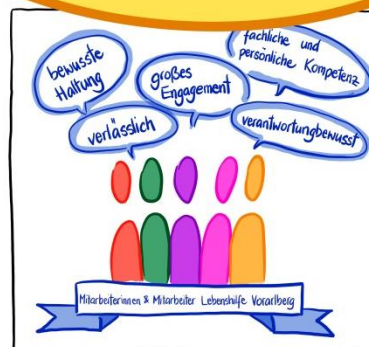 bewusste
Haltung
großes
Engagement
fachliche und
persönliche Kompetenz
verlässlich
verantwortungbewusst
Mitarbeiterinnen & Mitarbeiter Lebenshilfe Vorarlberg